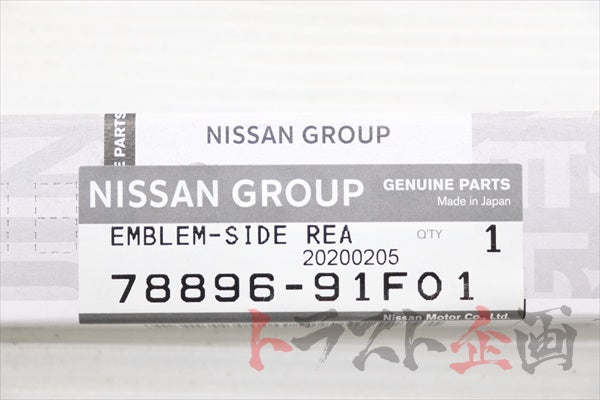 E PARTS
NISSAN GROUP
NISSAN GROUP
GENUINE PARTS
Made in Japan
EMBLEM-SIDE REA
Q'TY
1
20200205
78896-91F01
Nissan Motor Co., Ltd.
トラスト企画